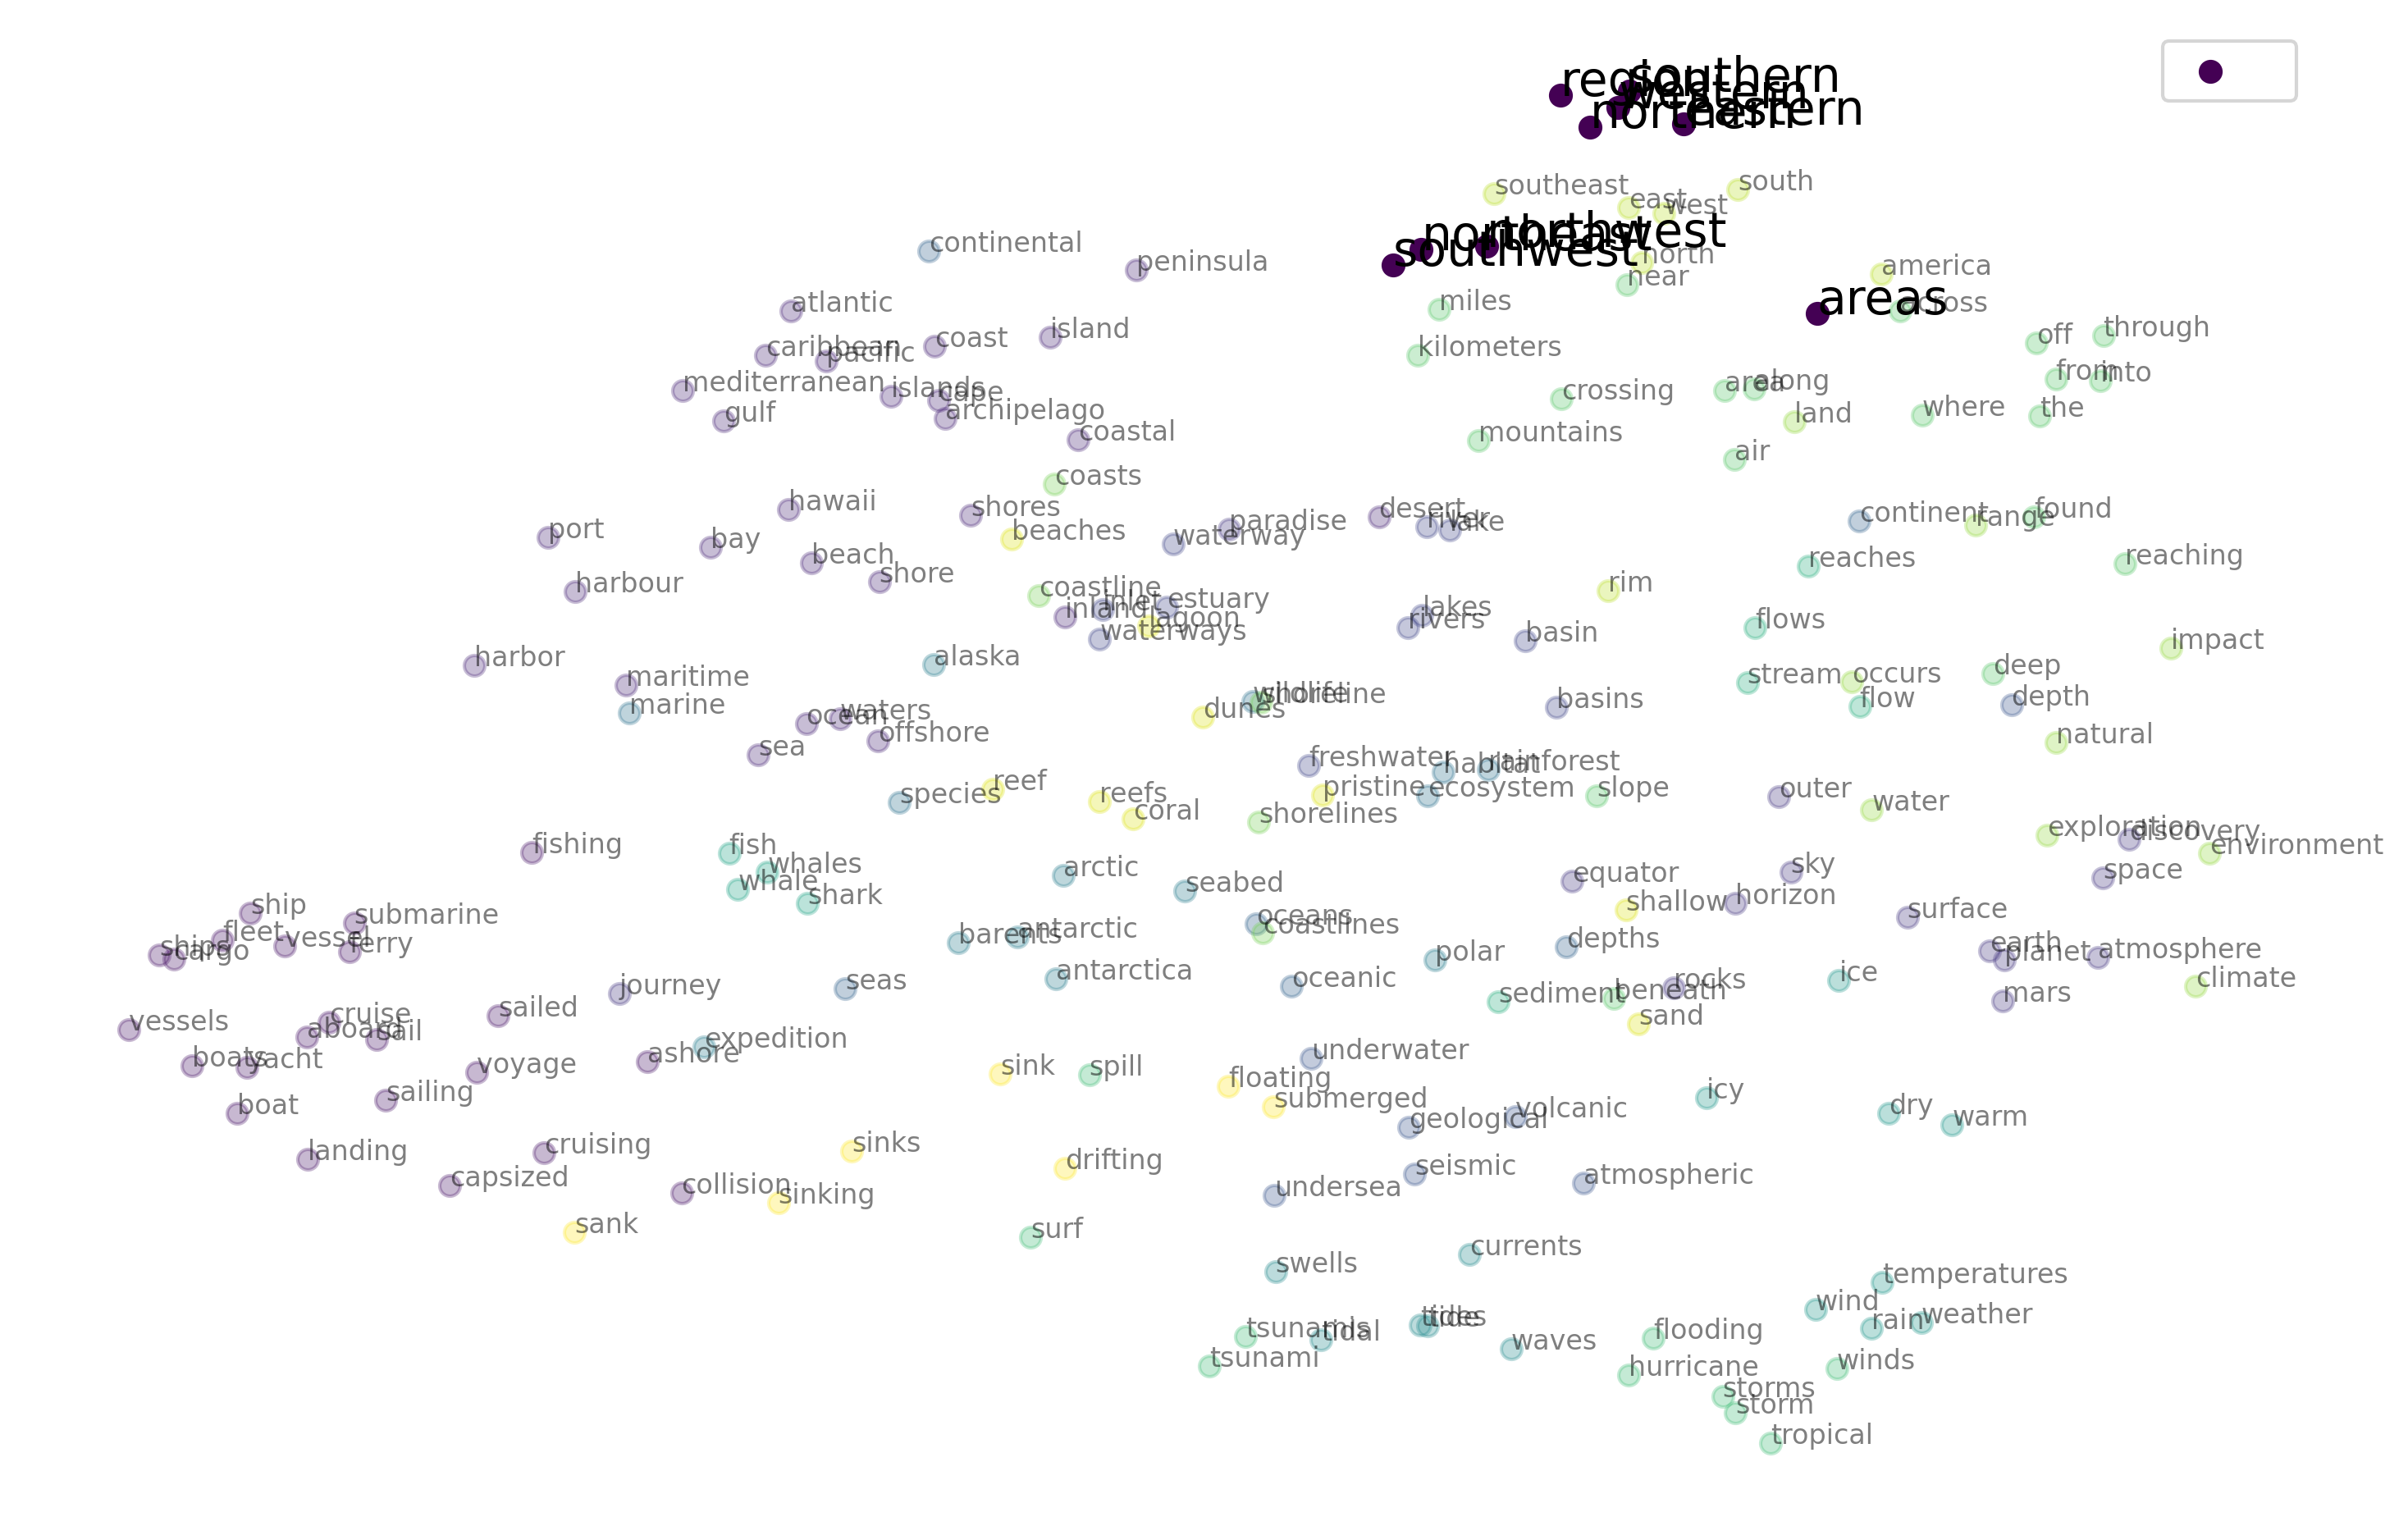 southern
region
western
eastern
northern
southeast
south
east
west
northwest
northeast
southwest
north
continental
peninsula
near
america
areas
across
miles
atlantic
island
coast
off
through
caribbean
pacific
kilometers
from
into
mediterranean
islands
cape
crossing
area
along
gulf
archipelago
land
where
the
coastal
mountains
air
coasts
hawaii
shores
desert
river
lake
paradise
continent
range
found
port
bay
beaches
waterway
beach
shore
reaches
reaching
harbour
coastline
inland
inlet
estuary
lagoon
waterways
lakes
rivers
rim
basin
flows
impact
harbor
maritime
alaska
marine
wildlife
shoreline
dunes
basins
stream
occurs
flow
deep
depth
ocean
waters
offshore
sea
natural
freshwater
habitat
rainforest
species
reef
reefs
coral
pristine
ecosystem
slope
shorelines
outer
water
exploration
discovery
environment
fishing
fish
whales
whale
shark
arctic
seabed
equator
sky
space
shallow
horizon
surface
ship
submarine
fleet
vessel
ferry
ships
cargo
barents
antarctic
oceans
coastlines
depths
polar
earth
planet
atmosphere
antarctica
oceanic
seas
journey
sediment
beneath
rocks
ice
mars
climate
sand
vessels
cruise
aboard
sail
sailed
expedition
ashore
boats
yacht
voyage
sink
spill
underwater
floating
submerged
sailing
boat
geological
volcanic
icy
dry
warm
landing
cruising
sinks
drifting
capsized
collision
sinking
undersea
seismic
atmospheric
sank
surf
swells
currents
temperatures
wind
rain
weather
tsunamis
tidal
tides
tide
waves
flooding
tsunami
hurricane
winds
storms
storm
tropical